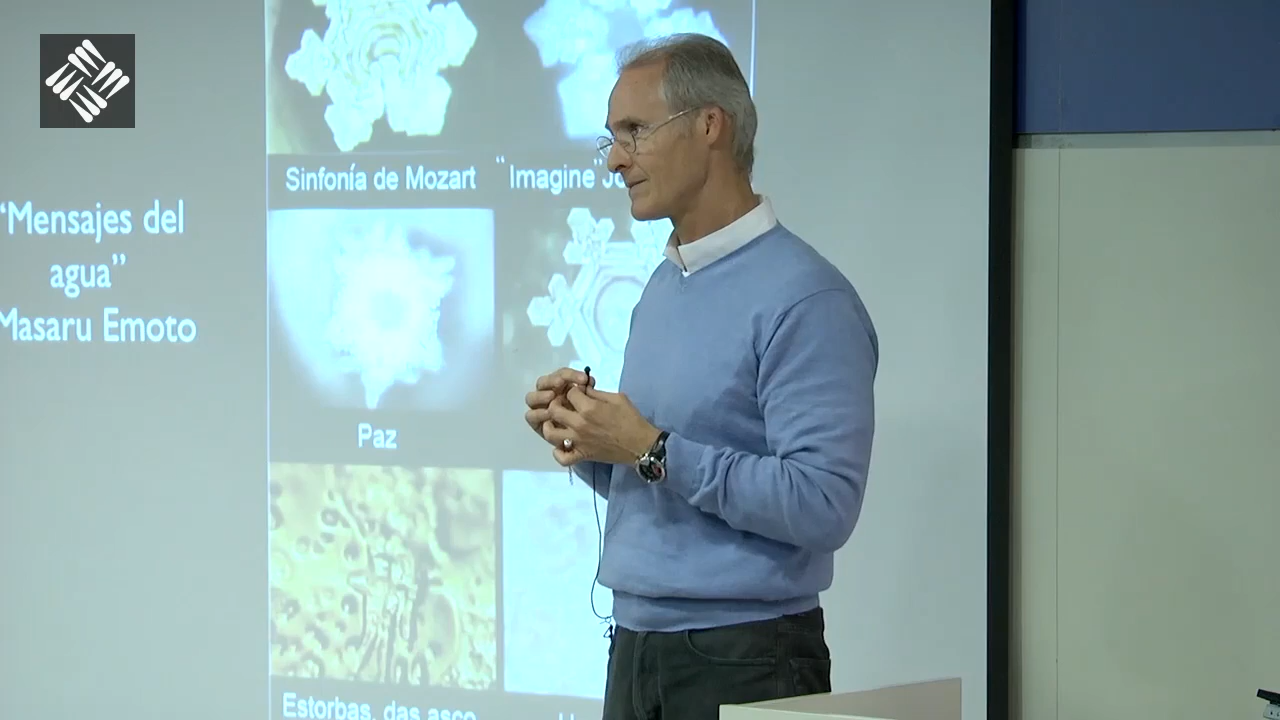 “Mensajes del
agua”
Masaru Emoto
Sinfonía de Mozart
“Imagine”
Paz
Estorbas, das asco